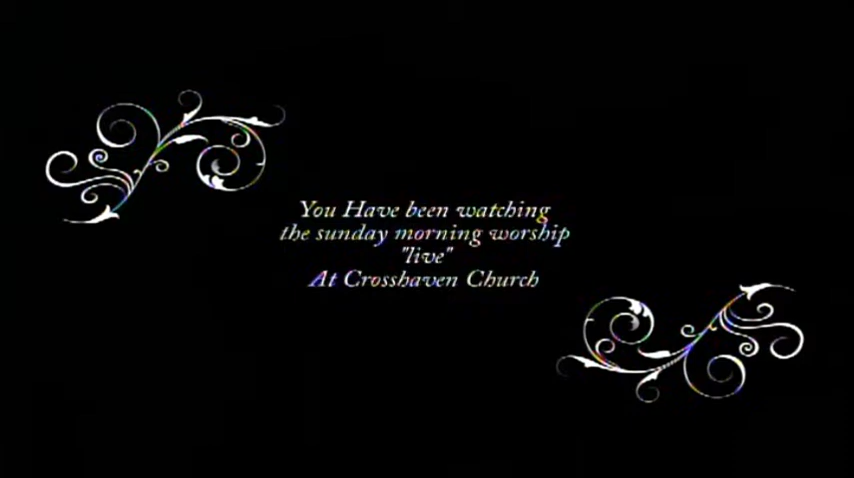 You Have been watching
the sunday morning worship
"live"
At Crosshaven Church